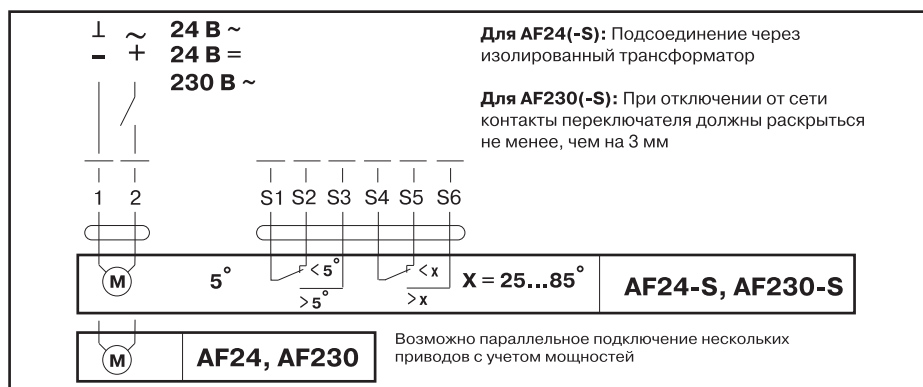 ⊥ ~ 24 В ~
– + 24 В =
230 В ~
Для AF24(-S): Подсоединение через
изолированный трансформатор
Для AF230(-S): При отключении от сети
контакты переключателя должны раскрыться
не менее, чем на 3 мм
1 2 S1 S2 S3 S4 S5 S6
M 5° < 5° > 5° < x > x X = 25...85° AF24-S, AF230-S
M AF24, AF230
Возможно параллельное подключение нескольких
приводов с учетом мощностей